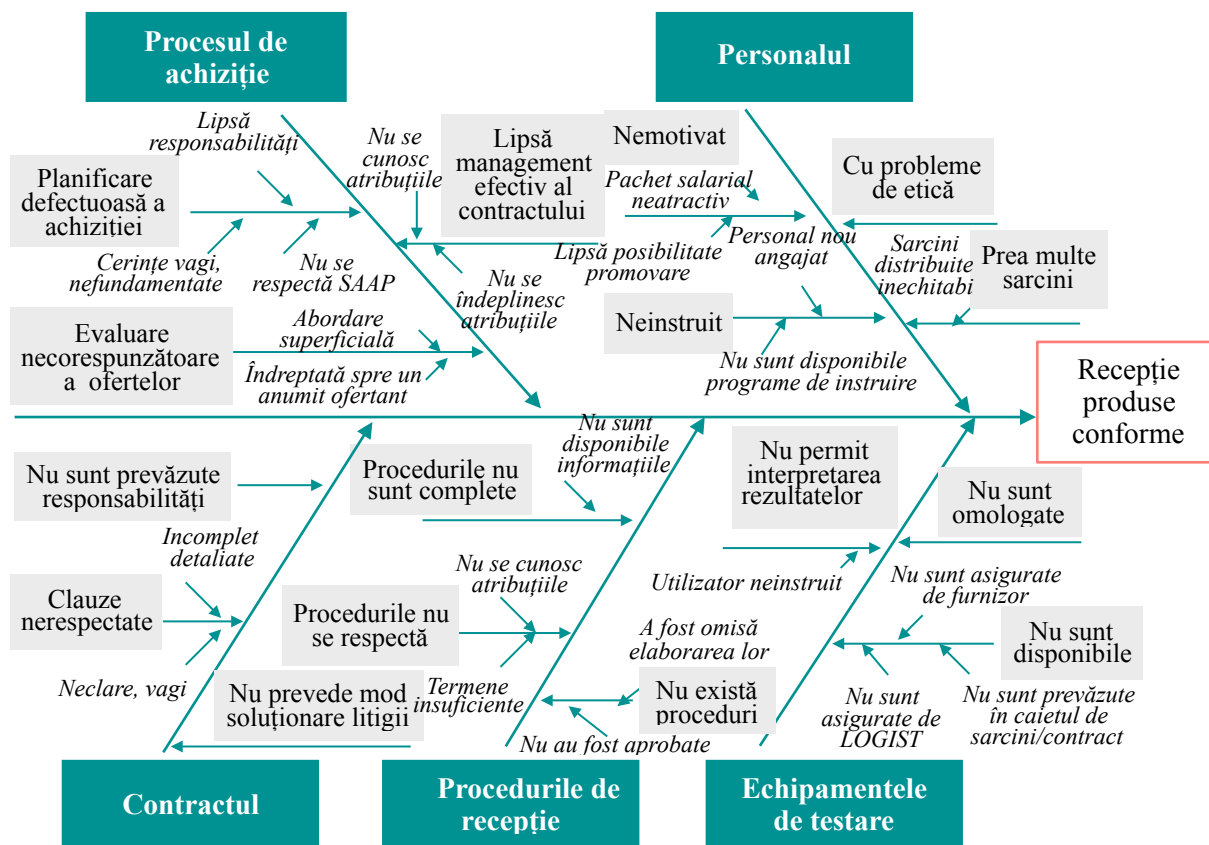 Procesul de
achiziție
Personalul
Lipsă
responsabilități
Nu se
cunosc
atribuțiile
Lipsă
management
efectiv al
contractului
Nemotivat
Pachet salarial
neatractiv
Cu probleme
de etică
Planificare
defectuoasă a
achiziției
Cerințe vagi,
nefundamentate
Nu se
respectă SAAP
Nu se
îndeplinesc
atribuțiile
Lipsă posibilitate
promovare
Personal nou
angajat
Sarcini
distribuite
inechitabi
Prea multe
sarcini
Evaluare
necorespunzătoare
a ofertelor
Abordare
superficială
Îndreptată spre un
anumit ofertant
Neinstruit
Nu sunt disponibile
programe de instruire
Recepție
produse
conforme
Nu sunt prevăzute
responsabilități
Procedurile nu
sunt complete
Nu sunt
disponibile
informațiile
Nu permit
interpretarea
rezultatelor
Nu sunt
omologate
Incomplet
detaliate
Clauze
nerespectate
Neclare, vagi
Nu prevede mod
soluționare litigii
Nu se cunosc
atribuțiile
Procedurile nu
se respectă
Termene
insuficiente
A fost omisă
elaborarea lor
Nu există
proceduri
Nu au fost aprobate
Utilizator neinstruit
Nu sunt asigurate
de furnizor
Nu sunt
disponibile
Nu sunt
asigurate de
LOGIST
Nu sunt prevăzute
în caietul de
sarcini/contract
Contractul
Procedurile de
recepție
Echipamentele
de testare